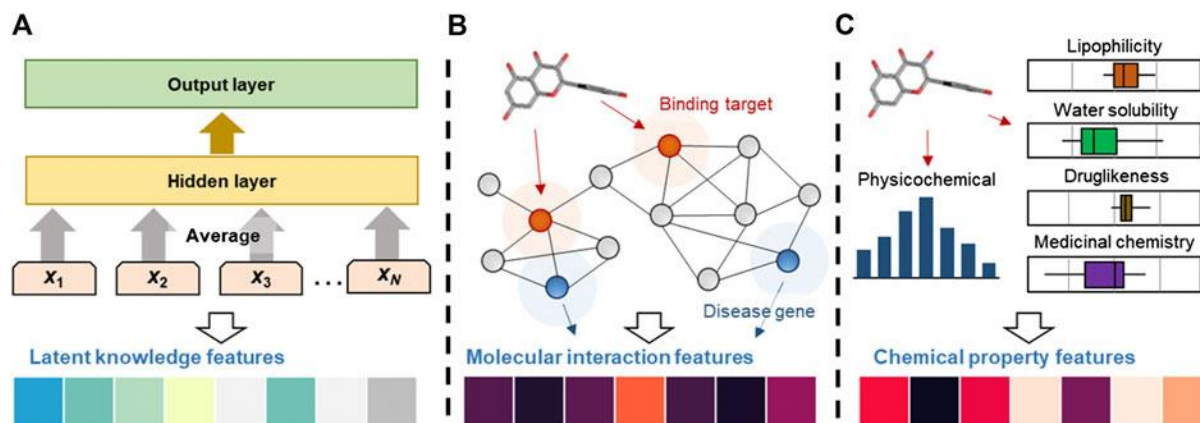 A
Output layer
Hidden layer
Average
x1
x2
x3
...
xN
Latent knowledge features
B
Binding target
Disease gene
Molecular interaction features
C
Lipophilicity
Water solubility
Druglikeness
Medicinal chemistry
Physicochemical
Chemical property features